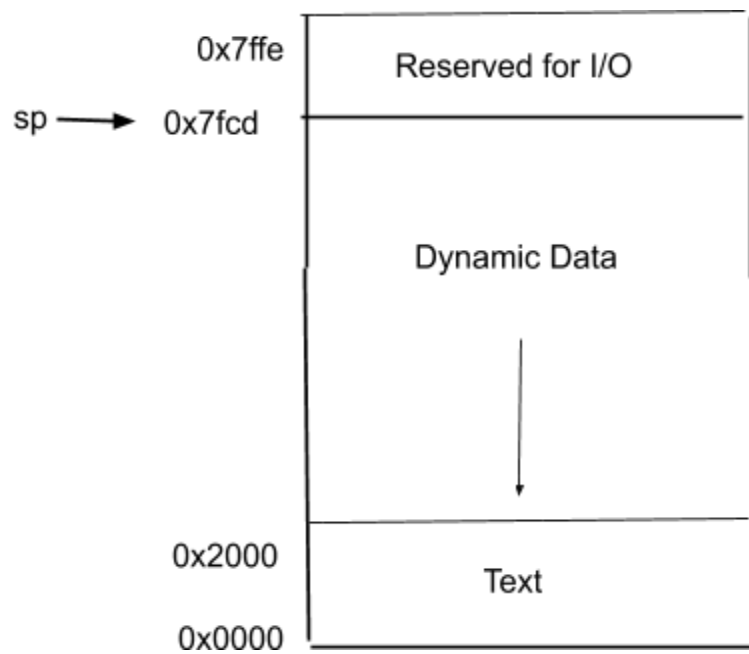 0x7ffe
Reserved for I/O
sp
0x7fcd
Dynamic Data
0x2000
Text
0x0000